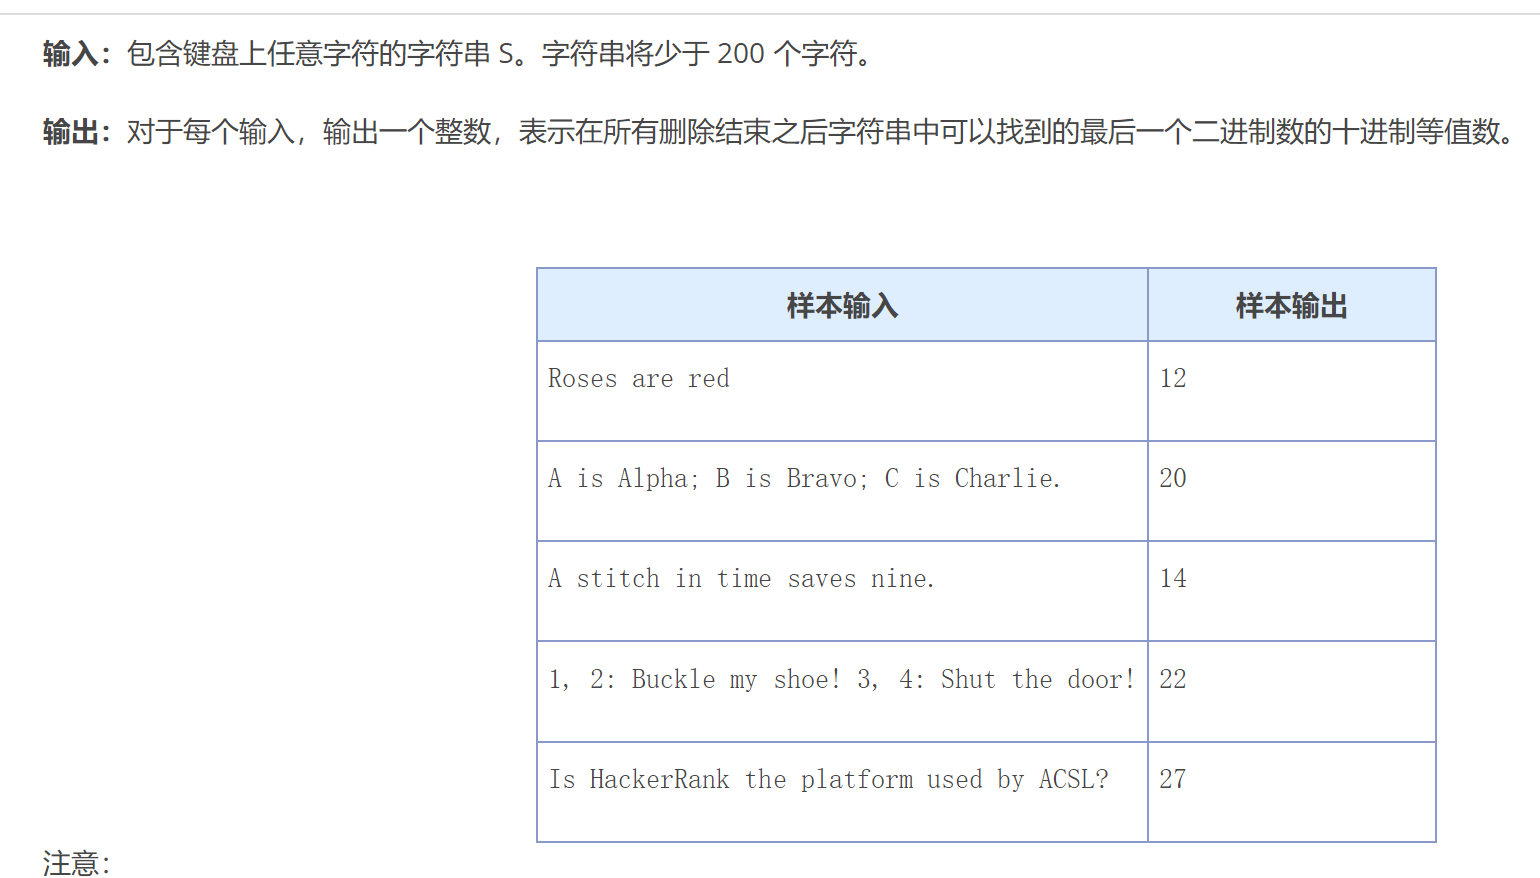 输入：包含键盘上任意字符的字符串 S。字符串将少于 200 个字符。
输出：对于每个输入，输出一个整数，表示在所有删除结束之后字符串中可以找到的最后一个二进制数的十进制等值数。
样本输入 样本输出
Roses are red 12
A is Alpha; B is Bravo; C is Charlie. 20
A stitch in time saves nine. 14
1, 2: Buckle my shoe! 3, 4: Shut the door! 22
Is HackerRank the platform used by ACSL? 27
注意：